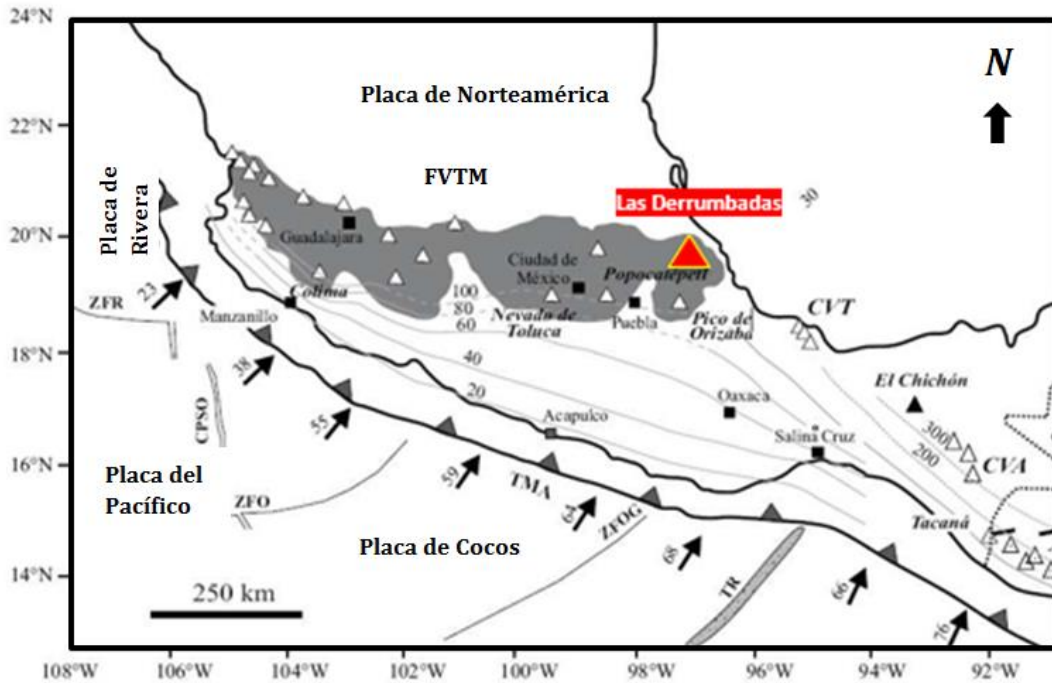 24°N
22°N
20°N
18°N
16°N
14°N
108°W
106°W
104°W
102°W
100°W
98°W
96°W
94°W
92°W
N
Placa de Norteamérica
FVTM
Placa de
Rivera
Las Derrumbadas
30
Guadalajara
Ciudad de
México
Popocatépetl
Colima
100
80
60
40
20
Nevado de
Toluca
Puebla
Pico de
Orizaba
CVT
23
ZFR
Manzanillo
38
El Chichón
Oaxaca
Salina Cruz
300
200
CVA
CPSO
55
Acapulco
59
TMA
Placa del
Pacífico
ZFO
64
ZFOG
Tacaná
Placa de Cocos
68
TR
66
76
250 km